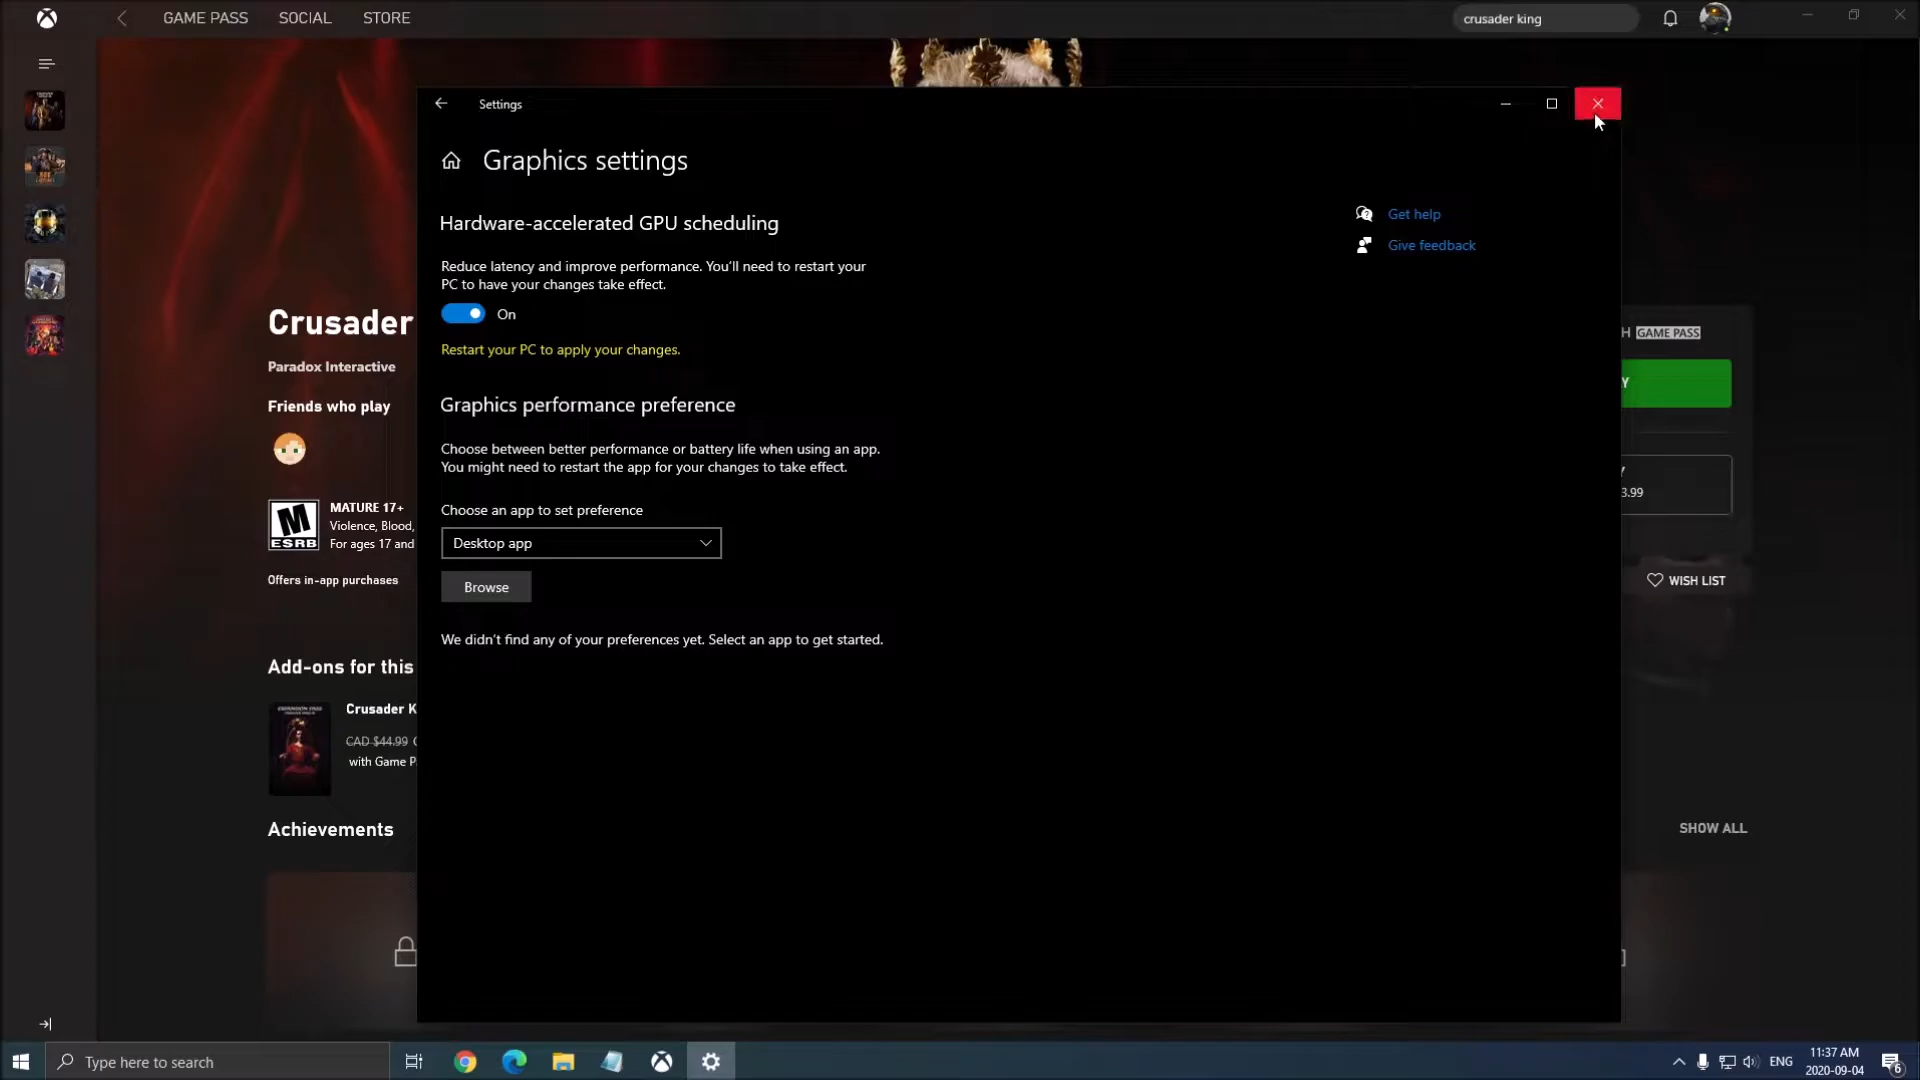 GAME PASS
SOCIAL
STORE
crusader king
Settings
Graphics settings
Hardware-accelerated GPU scheduling
Reduce latency and improve performance. You'll need to restart your
PC to have your changes take effect.
On
Restart your PC to apply your changes.
Graphics performance preference
Choose between better performance or battery life when using an app.
You might need to restart the app for your changes to take effect.
Choose an app to set preference
Desktop app
Browse
We didn't find any of your preferences yet. Select an app to get started.
Get help
Give feedback
Crusader
Paradox Interactive
Friends who play
M
ESRB
MATURE 17+
Violence, Blood,
For ages 17 and
Offers in-app purchases
Add-ons for this
Crusader K
CAD $44.99
with Game P
Achievements
H GAME PASS
Y
Y
3.99
WISH LIST
SHOW ALL
Type here to search
ENG
11:37 AM
2020-09-04
6